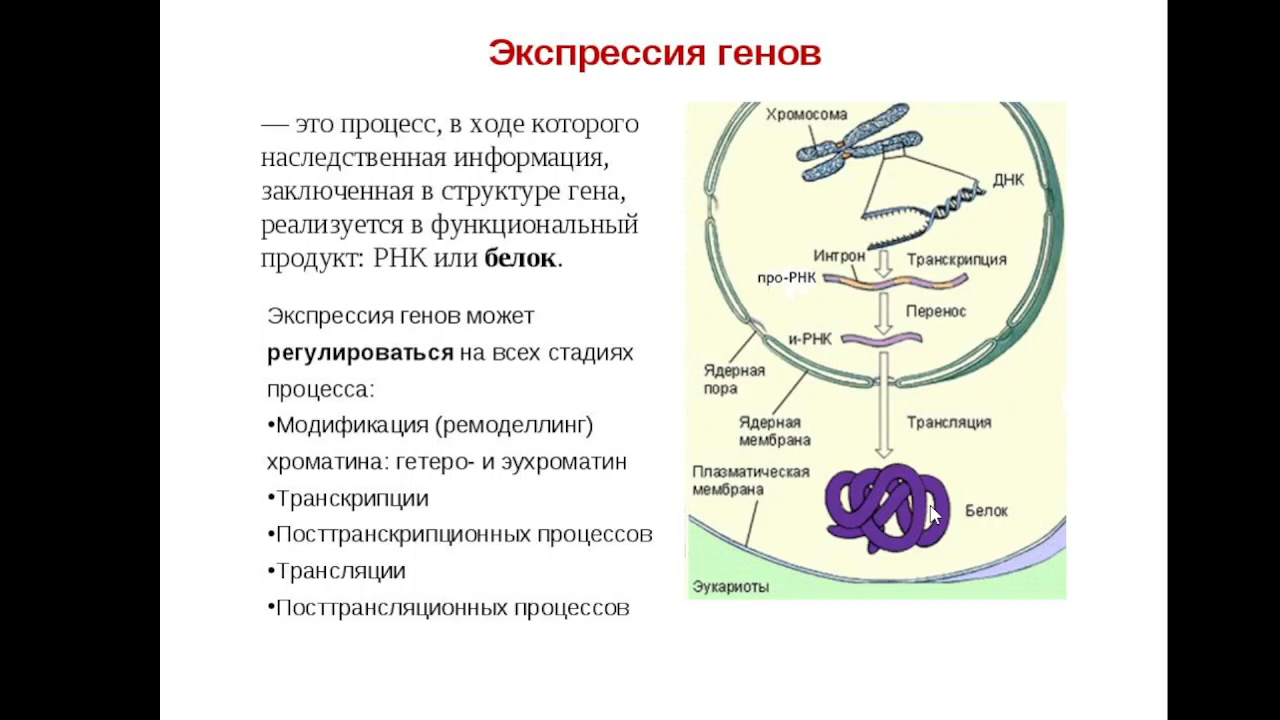 Экспрессия генов
— это процесс, в ходе которого
наследственная информация,
заключенная в структуре гена,
реализуется в функциональный
продукт: РНК или белок.
Экспрессия генов может
регулироваться на всех стадиях
процесса:
•Модификация (ремоделлинг)
хроматина: гетеро- и эухроматин
•Транскрипции
•Посттранскрипционных процессов
•Трансляции
•Посттрансляционных процессов
Хромосома
ДНК
Интрон
Транскрипция
про-РНК
Перенос
и-РНК
Ядерная
пора
Ядерная
мембрана
Трансляция
Плазматическая
мембрана
Белок
Эукариоты